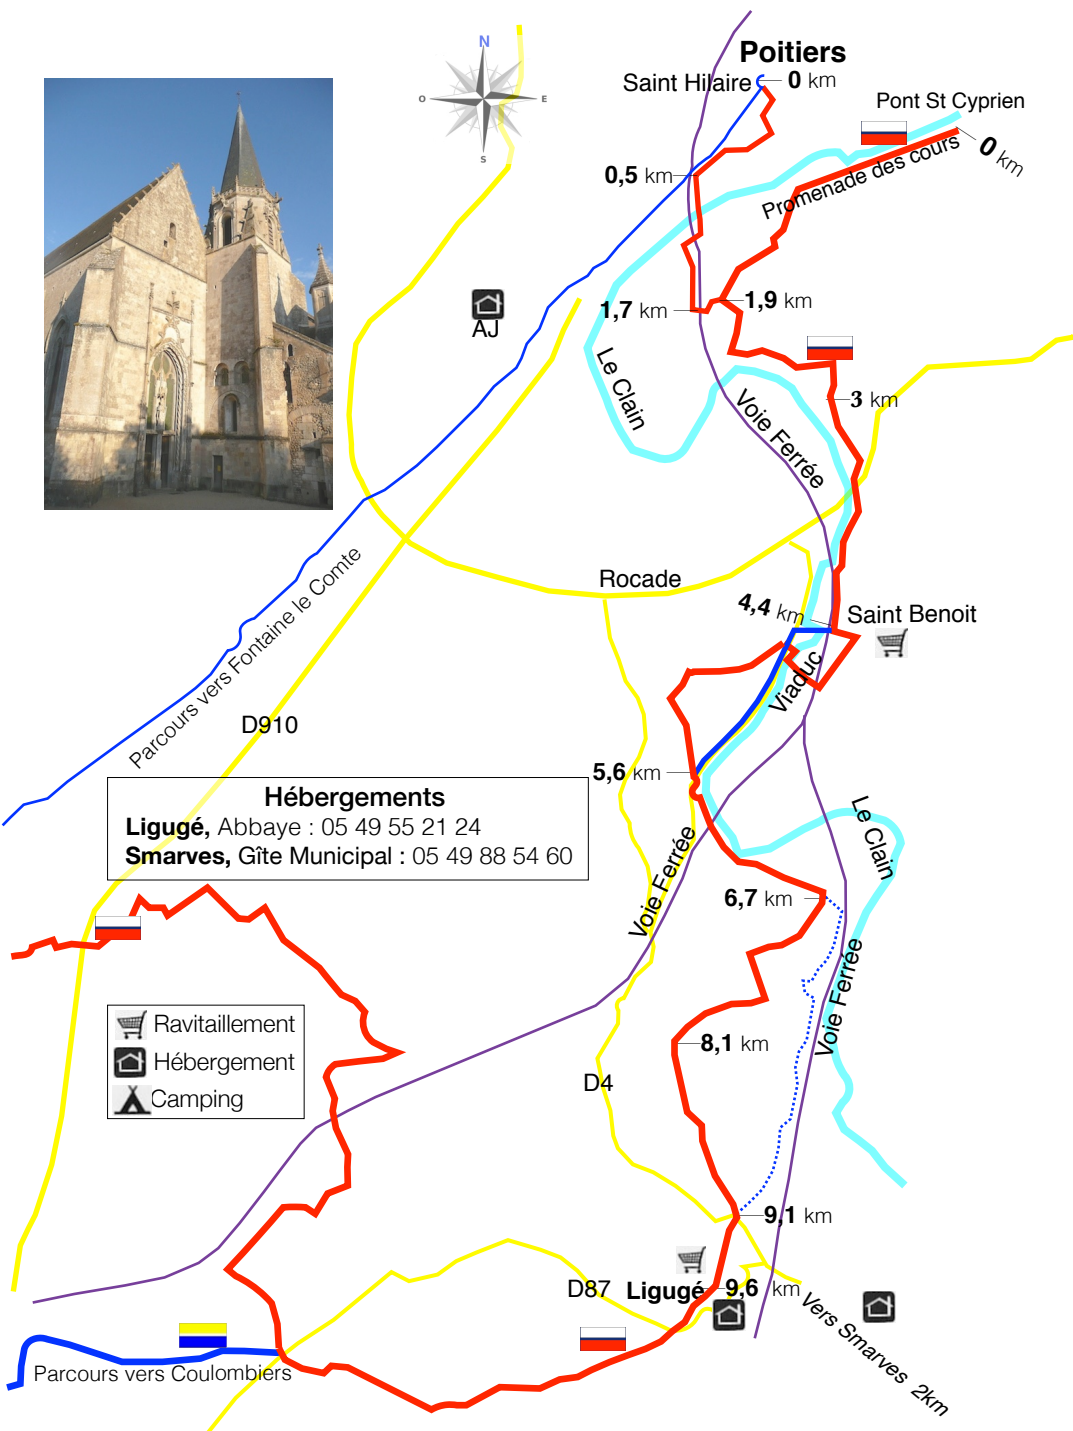 N
O
E
S
Poitiers
Saint Hilaire
0 km
Pont St Cyprien
0 km
Promenade des cours
0,5 km
1,7 km
1,9 km
AJ
Le Clain
3 km
Voie Ferrée
Rocade
4,4 km
Saint Benoit
Parcours vers Fontaine le Comte
Viaduc
D910
5,6 km
Hébergements
Ligugé, Abbaye : 05 49 55 21 24
Smarves, Gîte Municipal : 05 49 88 54 60
Le Clain
Voie Ferrée
6,7 km
Voie Ferrée
Ravitaillement
Hébergement
Camping
8,1 km
D4
9,1 km
D87
Ligugé
9,6 km
Vers Smarves 2km
Parcours vers Coulombiers